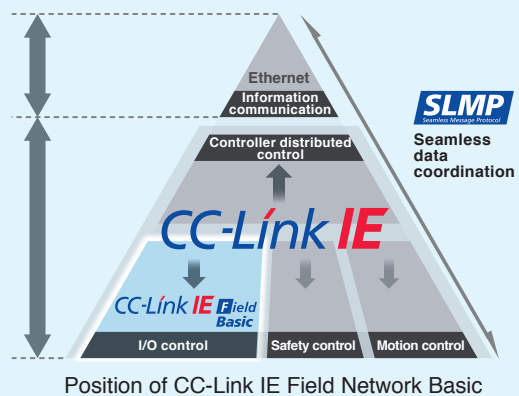 Ethernet
Information
communication
SLMP
Seamless Message Protocol
Seamless
data
coordination
Controller distributed
control
CC-Link IE
CC-Link IE Field
Basic
I/O control
Safety control
Motion control
Position of CC-Link IE Field Network Basic